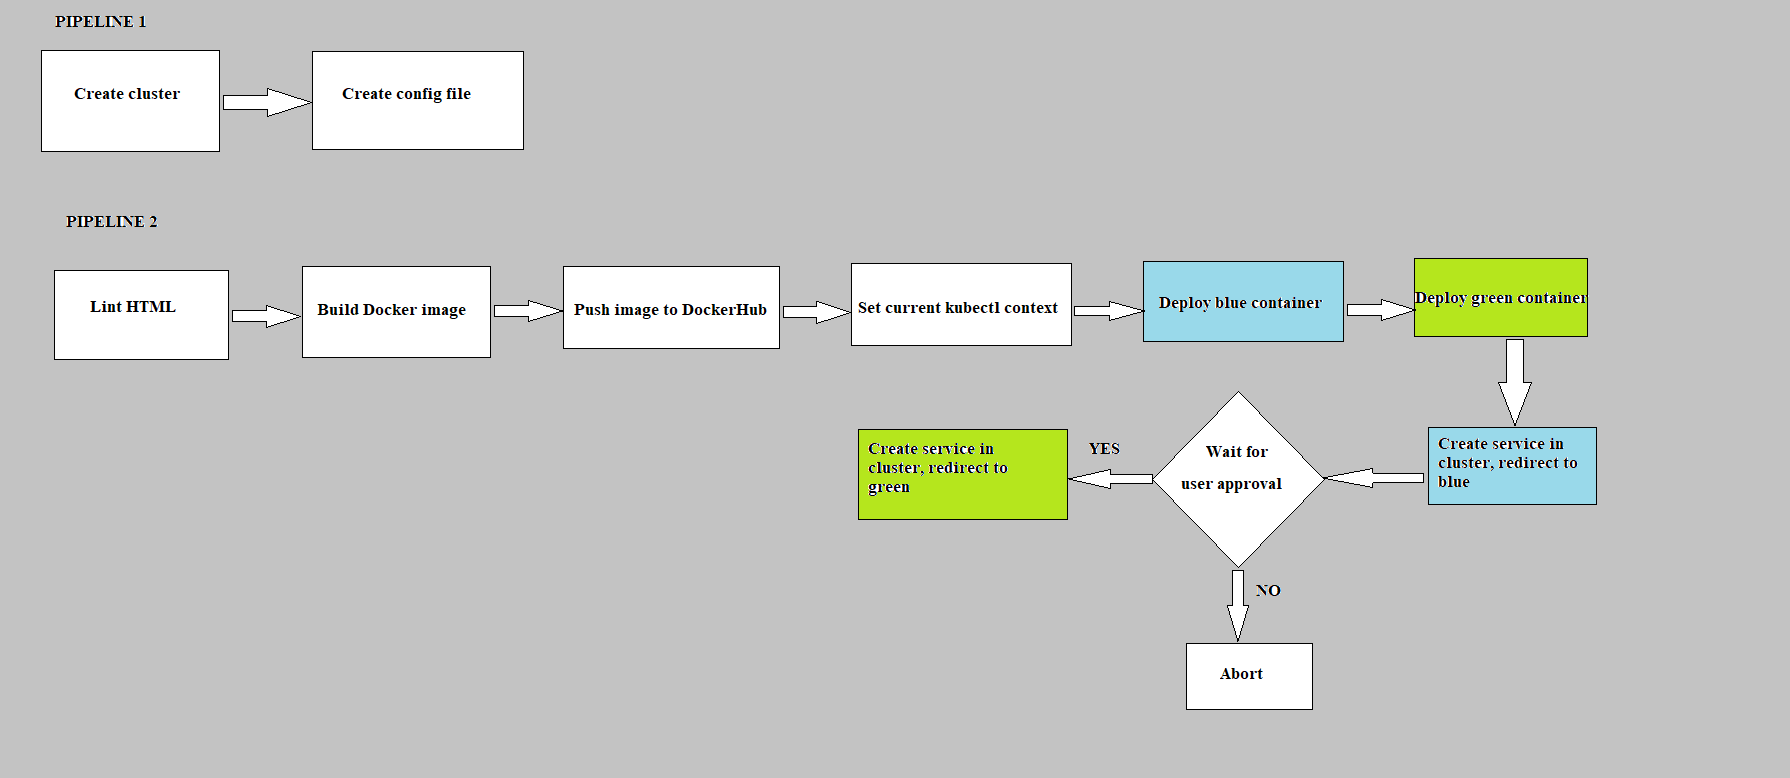 PIPELINE 1
Create cluster
Create config file
PIPELINE 2
Lint HTML
Build Docker image
Push image to DockerHub
Set current kubectl context
Deploy blue container
Deploy green container
Create service in
cluster, redirect to
blue
Wait for
user approval
YES
Create service in
cluster, redirect to
green
NO
Abort